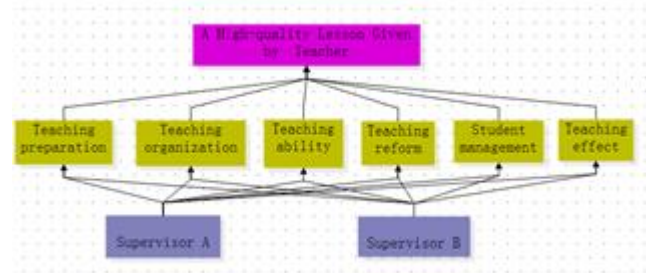 A High-quality Lesson Given
by Teacher
Teaching
preparation
Teaching
organization
Teaching
ability
Teaching
reform
Student
management
Teaching
effect
Supervisor A
Supervisor B